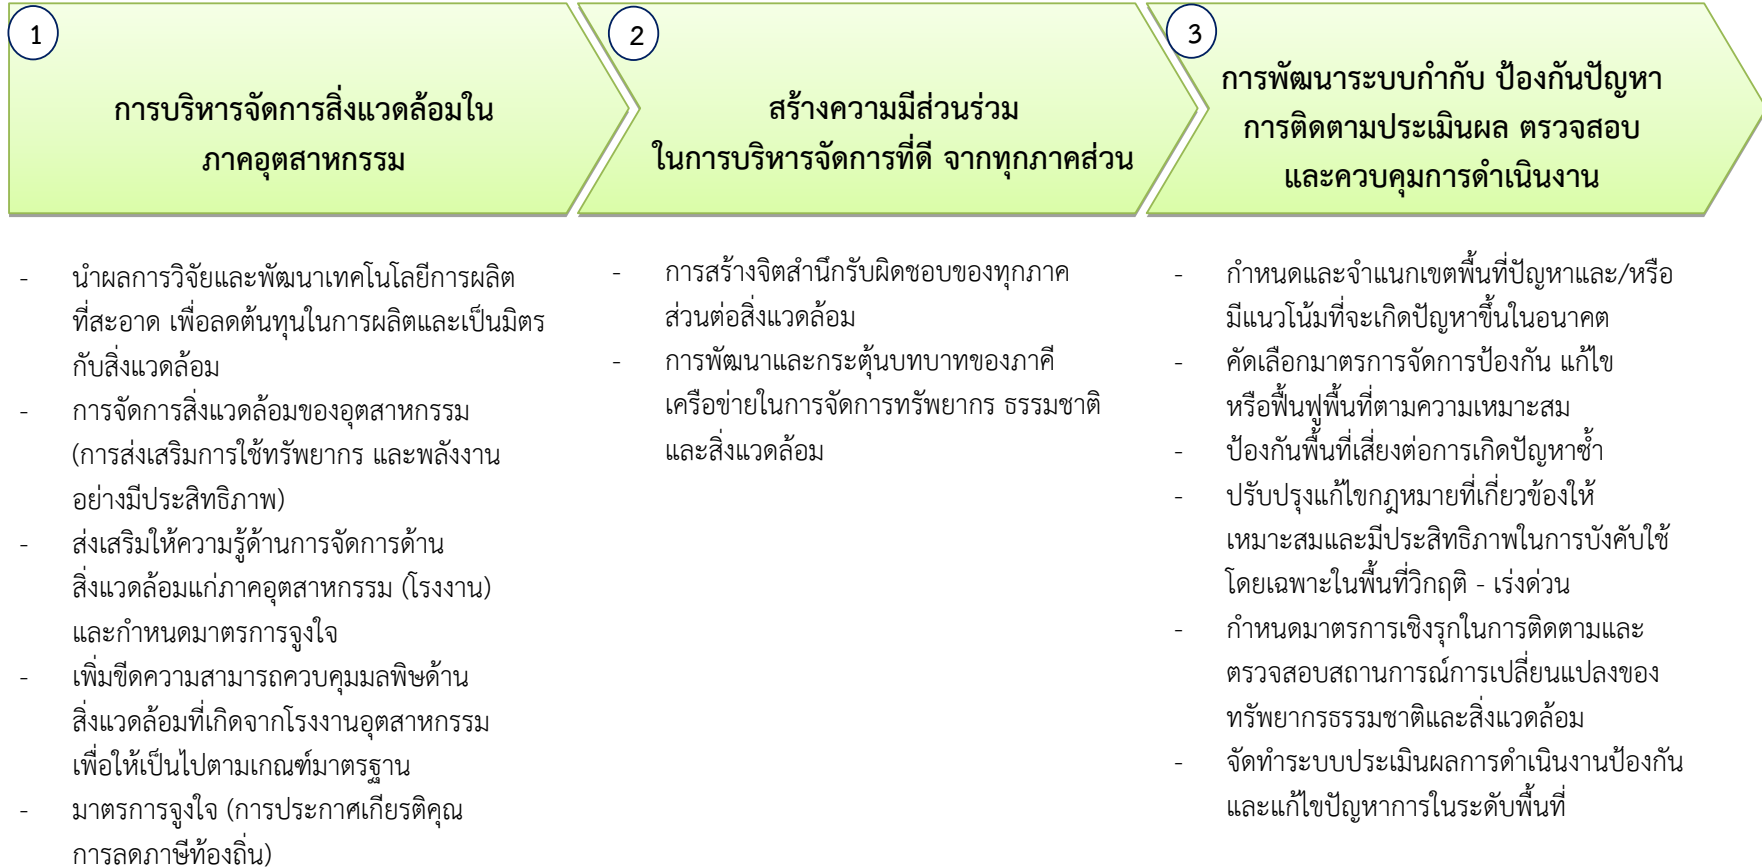 1
การบริหารจัดการสิ่งแวดล้อมใน
ภาคอุตสาหกรรม
- นำผลการวิจัยและพัฒนาเทคโนโลยีการผลิต
ที่สะอาด เพื่อลดต้นทุนในการผลิตและเป็นมิตร
กับสิ่งแวดล้อม
- การจัดการสิ่งแวดล้อมของอุตสาหกรรม
(การส่งเสริมการใช้ทรัพยากร และพลังงาน
อย่างมีประสิทธิภาพ)
- ส่งเสริมให้ความรู้ด้านการจัดการด้าน
สิ่งแวดล้อมแก่ภาคอุตสาหกรรม (โรงงาน)
และกำหนดมาตรการจูงใจ
- เพิ่มขีดความสามารถควบคุมมลพิษด้าน
สิ่งแวดล้อมที่เกิดจากโรงงานอุตสาหกรรม
เพื่อให้เป็นไปตามเกณฑ์มาตรฐาน
- มาตรการจูงใจ (การประกาศเกียรติคุณ
การลดภาษีท้องถิ่น)
2
สร้างความมีส่วนร่วม
ในการบริหารจัดการที่ดี จากทุกภาคส่วน
- การสร้างจิตสำนึกรับผิดชอบของทุกภาค
ส่วนต่อสิ่งแวดล้อม
- การพัฒนาและกระตุ้นบทบาทของภาคี
เครือข่ายในการจัดการทรัพยากร ธรรมชาติ
และสิ่งแวดล้อม
3
การพัฒนาระบบกำกับ ป้องกันปัญหา
การติดตามประเมินผล ตรวจสอบ
และควบคุมการดำเนินงาน
- กำหนดและจำแนกเขตพื้นที่ปัญหาและ/หรือ
มีแนวโน้มที่จะเกิดปัญหาขึ้นในอนาคต
- คัดเลือกมาตรการจัดการป้องกัน แก้ไข
หรือฟื้นฟูพื้นที่ตามความเหมาะสม
- ป้องกันพื้นที่เสี่ยงต่อการเกิดปัญหาซ้ำ
- ปรับปรุงแก้ไขกฎหมายที่เกี่ยวข้องให้
เหมาะสมและมีประสิทธิภาพในการบังคับใช้
โดยเฉพาะในพื้นที่วิกฤติ - เร่งด่วน
- กำหนดมาตรการเชิงรุกในการติดตามและ
ตรวจสอบสถานการณ์การเปลี่ยนแปลงของ
ทรัพยากรธรรมชาติและสิ่งแวดล้อม
- จัดทำระบบประเมินผลการดำเนินงานป้องกัน
และแก้ไขปัญหาการในระดับพื้นที่